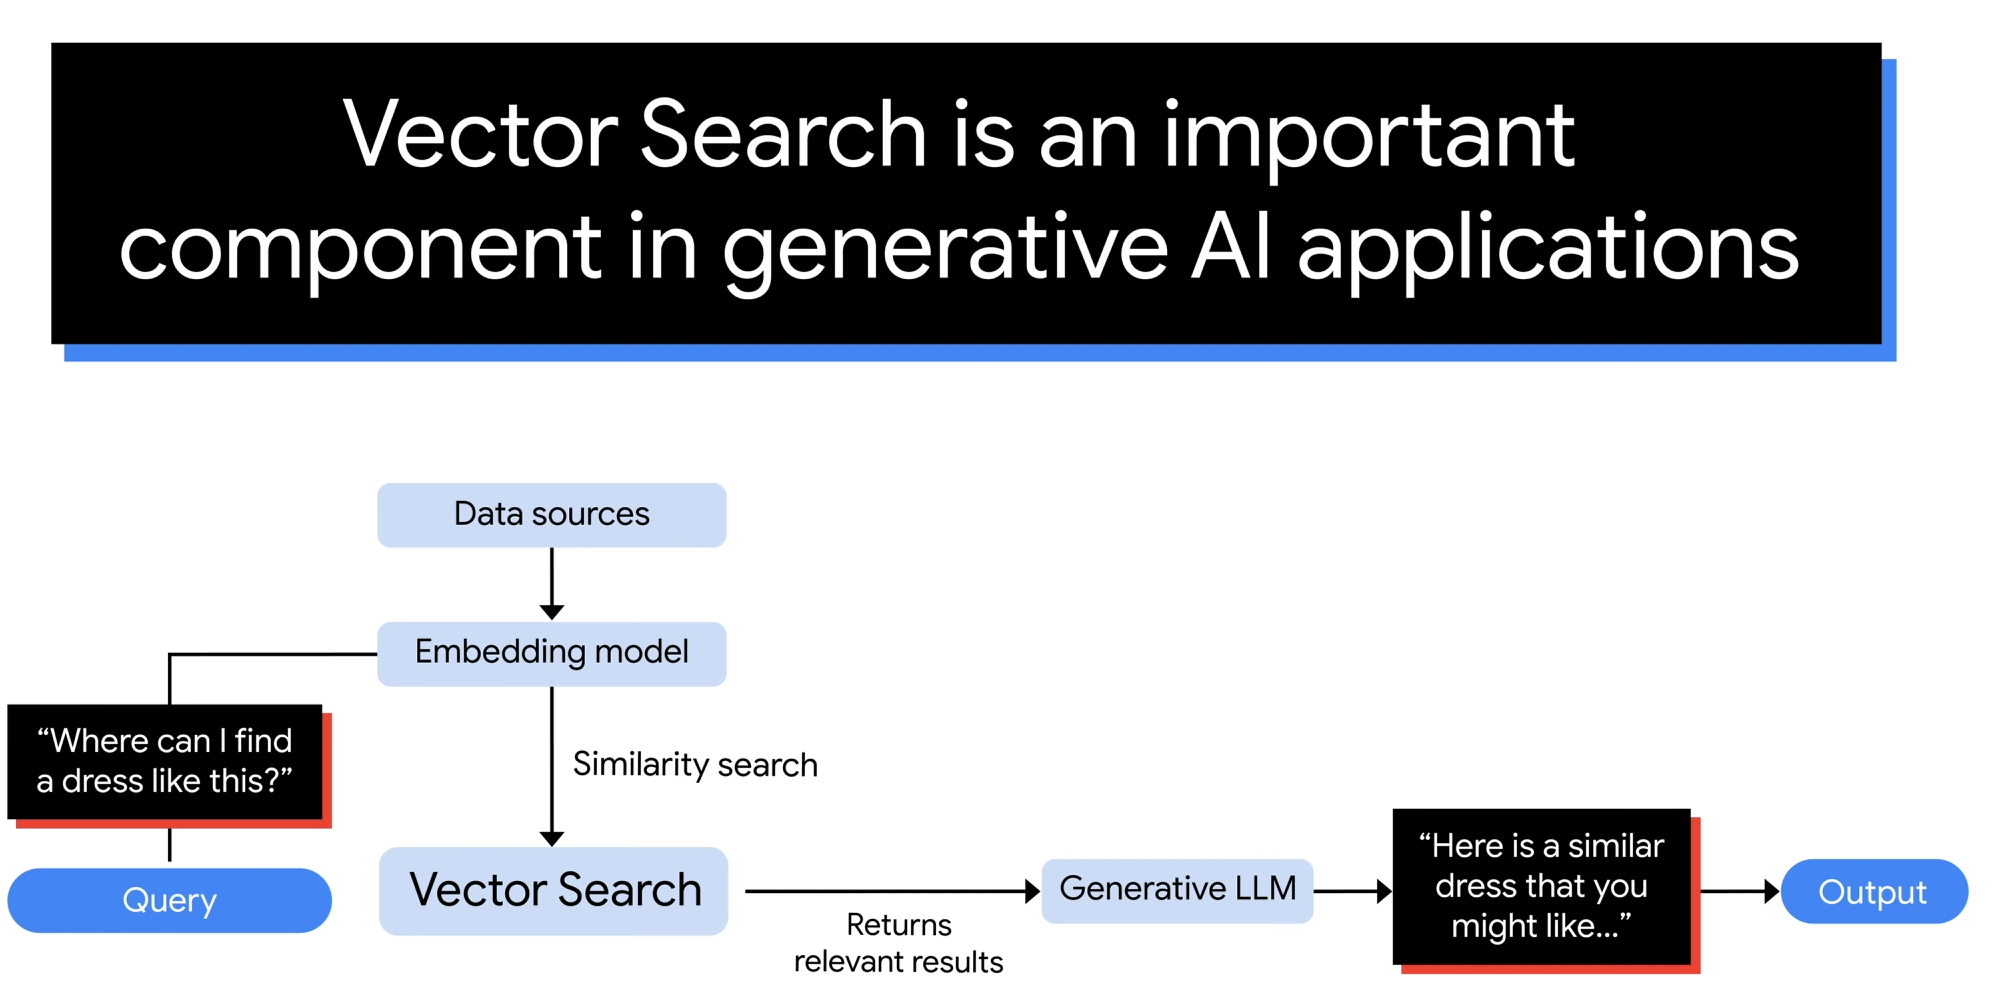 Vector Search is an important
component in generative AI applications
Data sources
Embedding model
“Where can I find
a dress like this?”
Similarity search
Query
Vector Search
Returns
relevant results
Generative LLM
“Here is a similar
dress that you
might like...”
Output